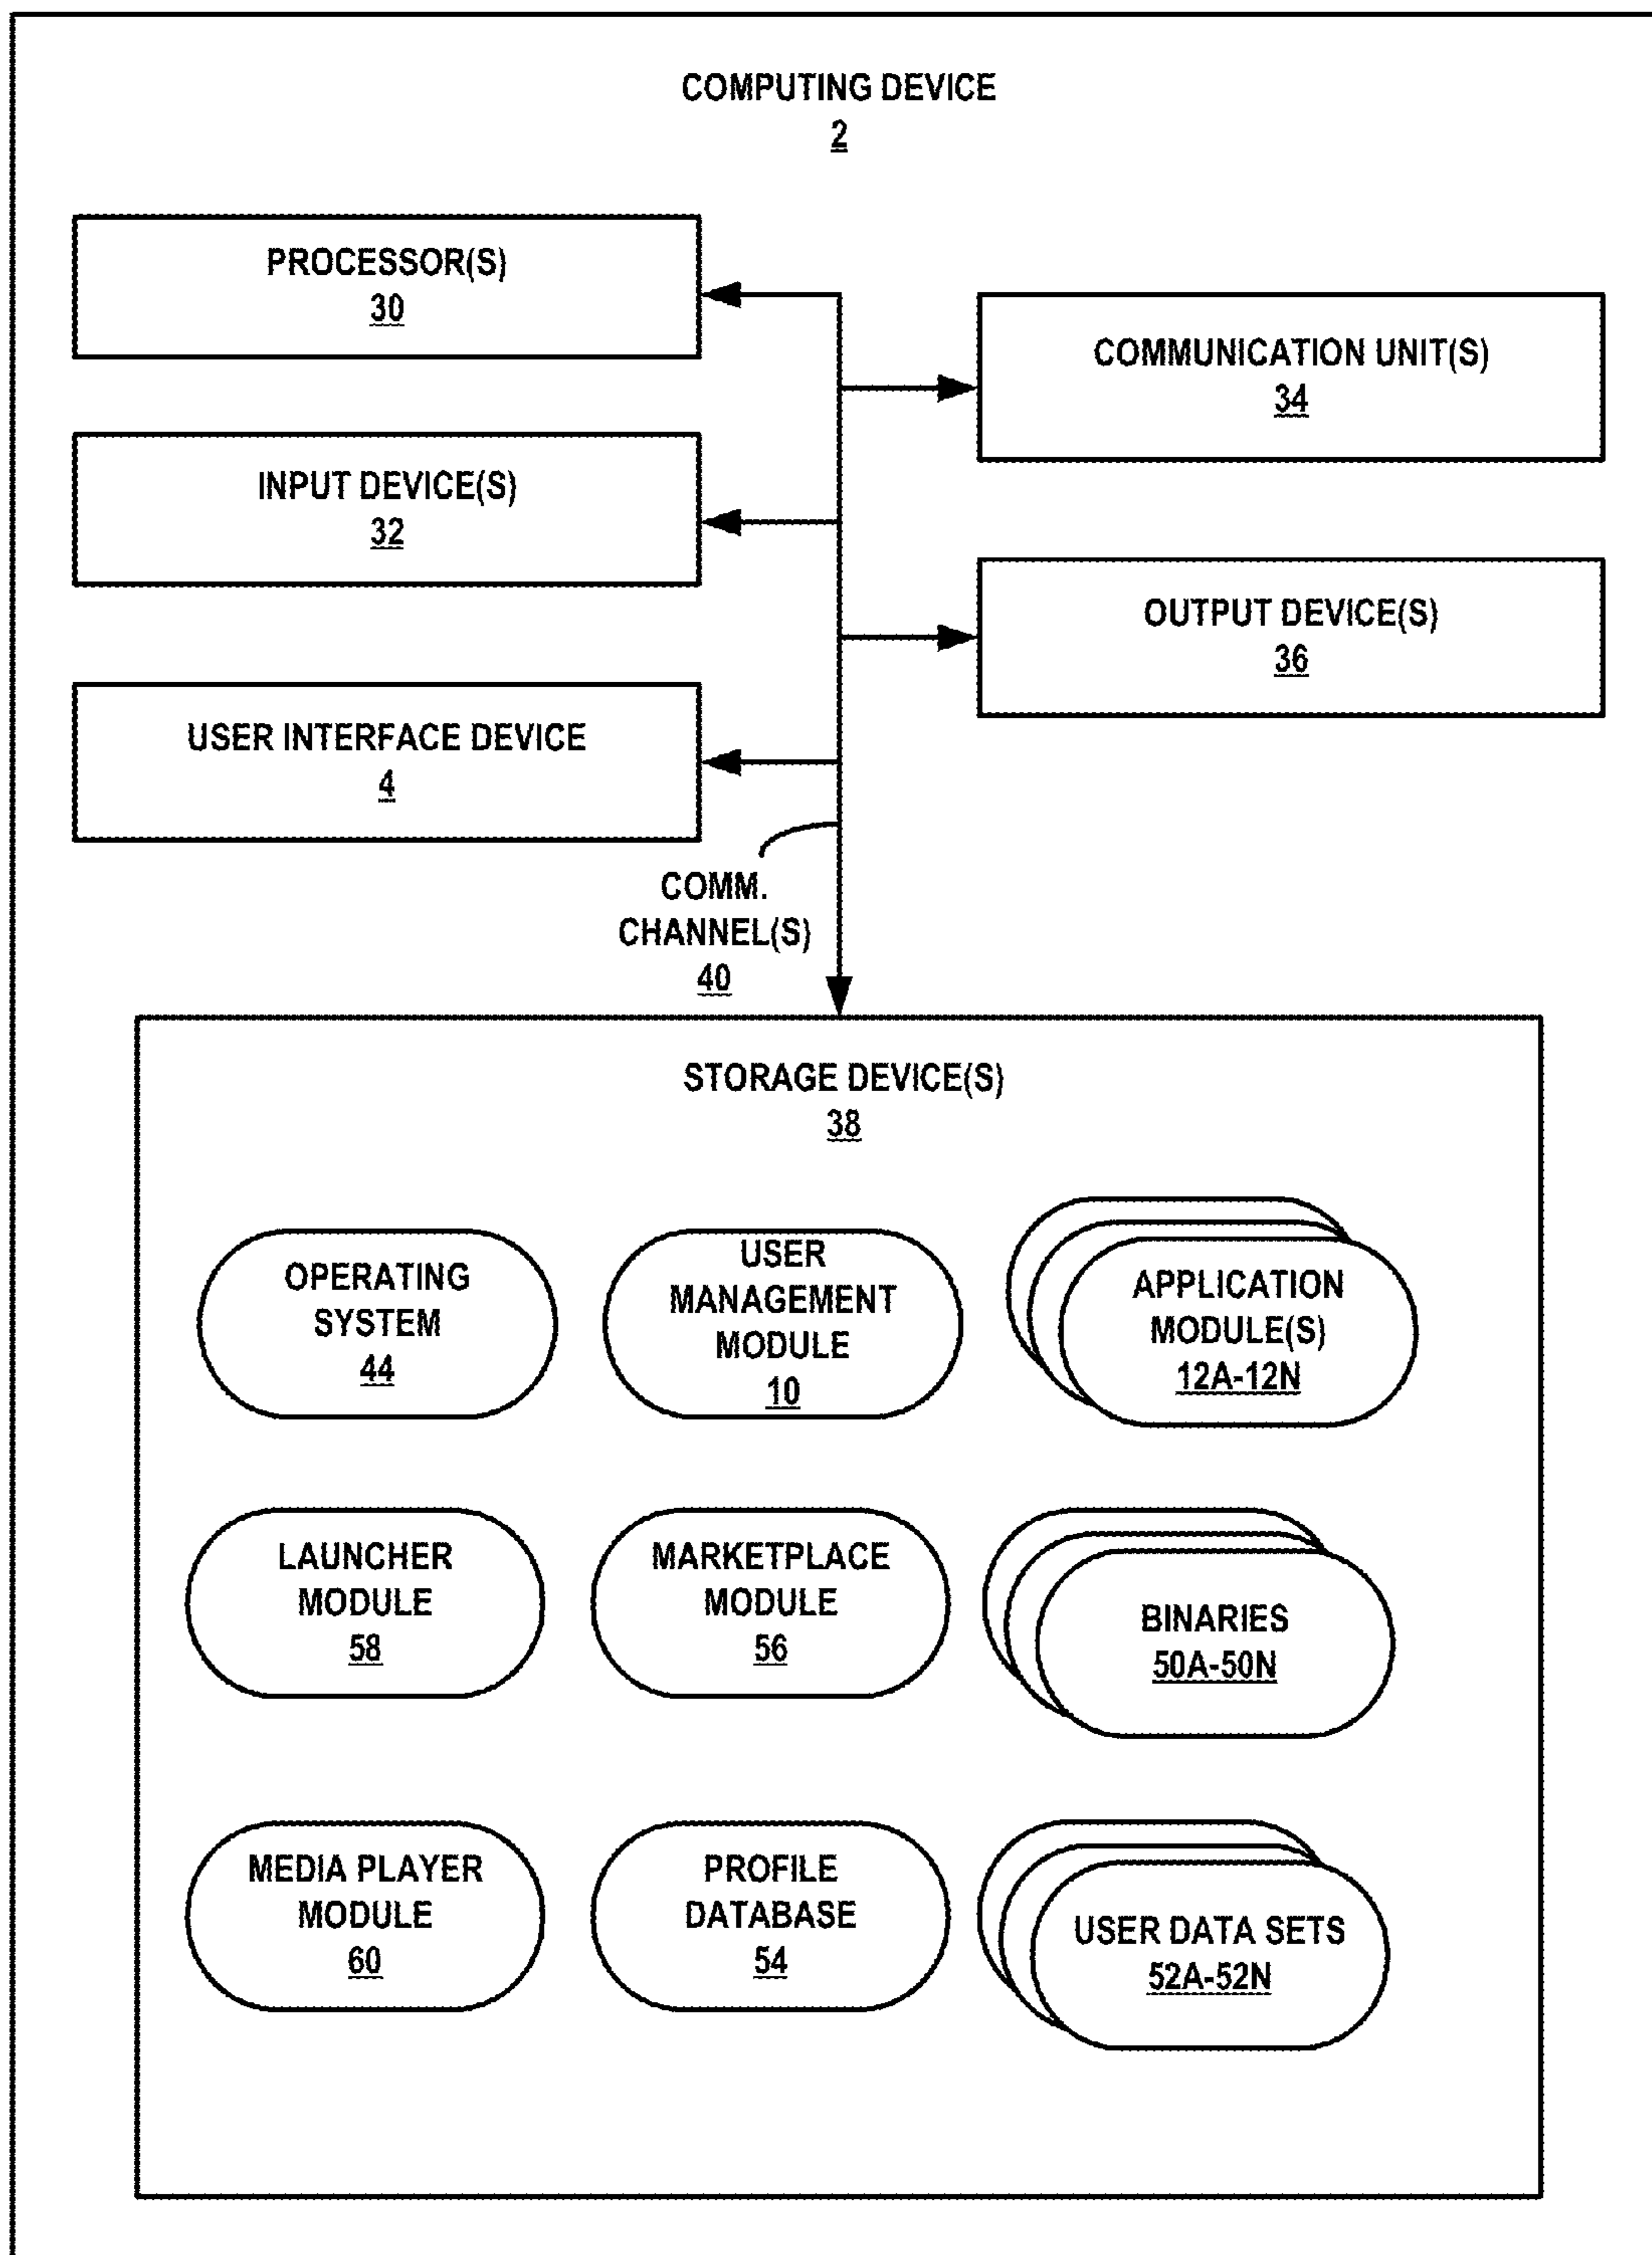 COMPUTING DEVICE
2
PROCESSOR(S)
30
COMMUNICATION UNIT(S)
34
INPUT DEVICE(S)
32
OUTPUT DEVICE(S)
36
USER INTERFACE DEVICE
4
COMM.
CHANNEL(S)
40
STORAGE DEVICE(S)
38
OPERATING
SYSTEM
44
USER
MANAGEMENT
MODULE
10
APPLICATION
MODULE(S)
12A-12N
LAUNCHER
MODULE
58
MARKETPLACE
MODULE
56
BINARIES
50A-50N
MEDIA PLAYER
MODULE
60
PROFILE
DATABASE
54
USER DATA SETS
52A-52N